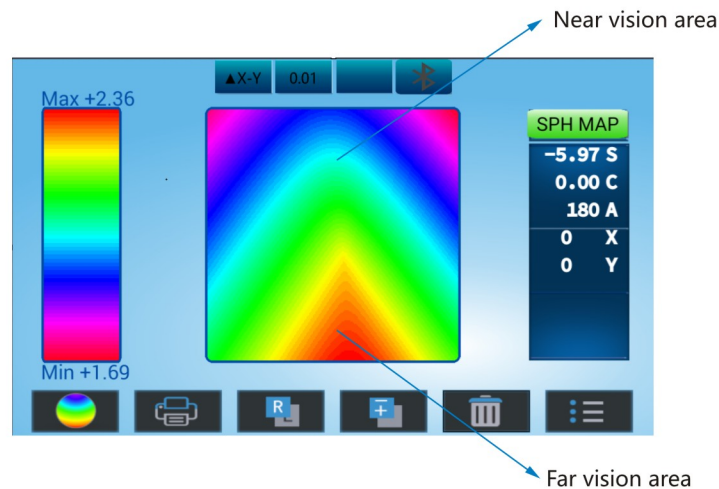 Near vision area
▲X-Y 0.01
Max +2.36
SPH MAP
-5.97 S
0.00 C
180 A
0 X
0 Y
Min +1.69
R L
Far vision area